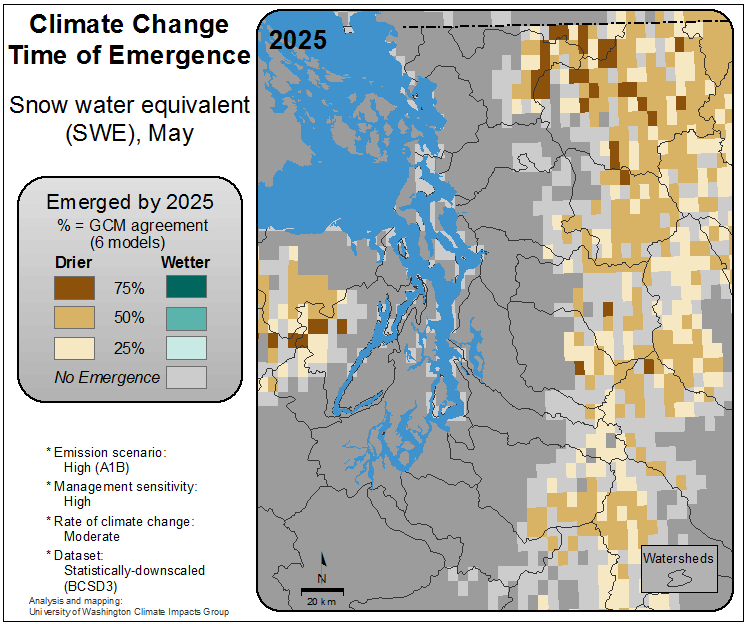 Climate Change
Time of Emergence
Snow water equivalent
(SWE), May
Emerged by 2025
% = GCM agreement
(6 models)
Drier Wetter
75%
50%
25%
No Emergence
* Emission scenario:
High (A1B)
* Management sensitivity:
High
* Rate of climate change:
Moderate
* Dataset:
Statistically-downscaled
(BCSD3)
Analysis and mapping:
University of Washington Climate Impacts Group
2025
N
20 km
Watersheds